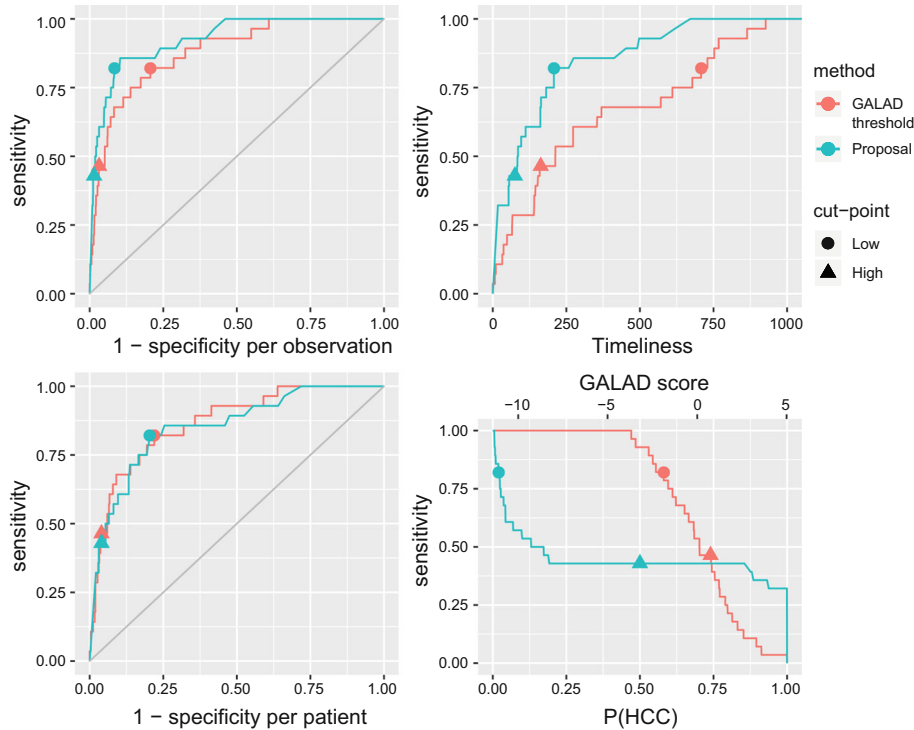 1.00
0.75
0.50
0.25
0.00
sensitivity
0.00 0.25 0.50 0.75 1.00
1 − specificity per observation
1.00
0.75
0.50
0.25
0.00
sensitivity
0 250 500 750 1000
Timeliness
method
GALAD
threshold
Proposal
cut−point
Low
High
1.00
0.75
0.50
0.25
0.00
sensitivity
0.00 0.25 0.50 0.75 1.00
1 − specificity per patient
GALAD score
−10 −5 0 5
1.00
0.75
0.50
0.25
0.00
sensitivity
0.00 0.25 0.50 0.75 1.00
P(HCC)